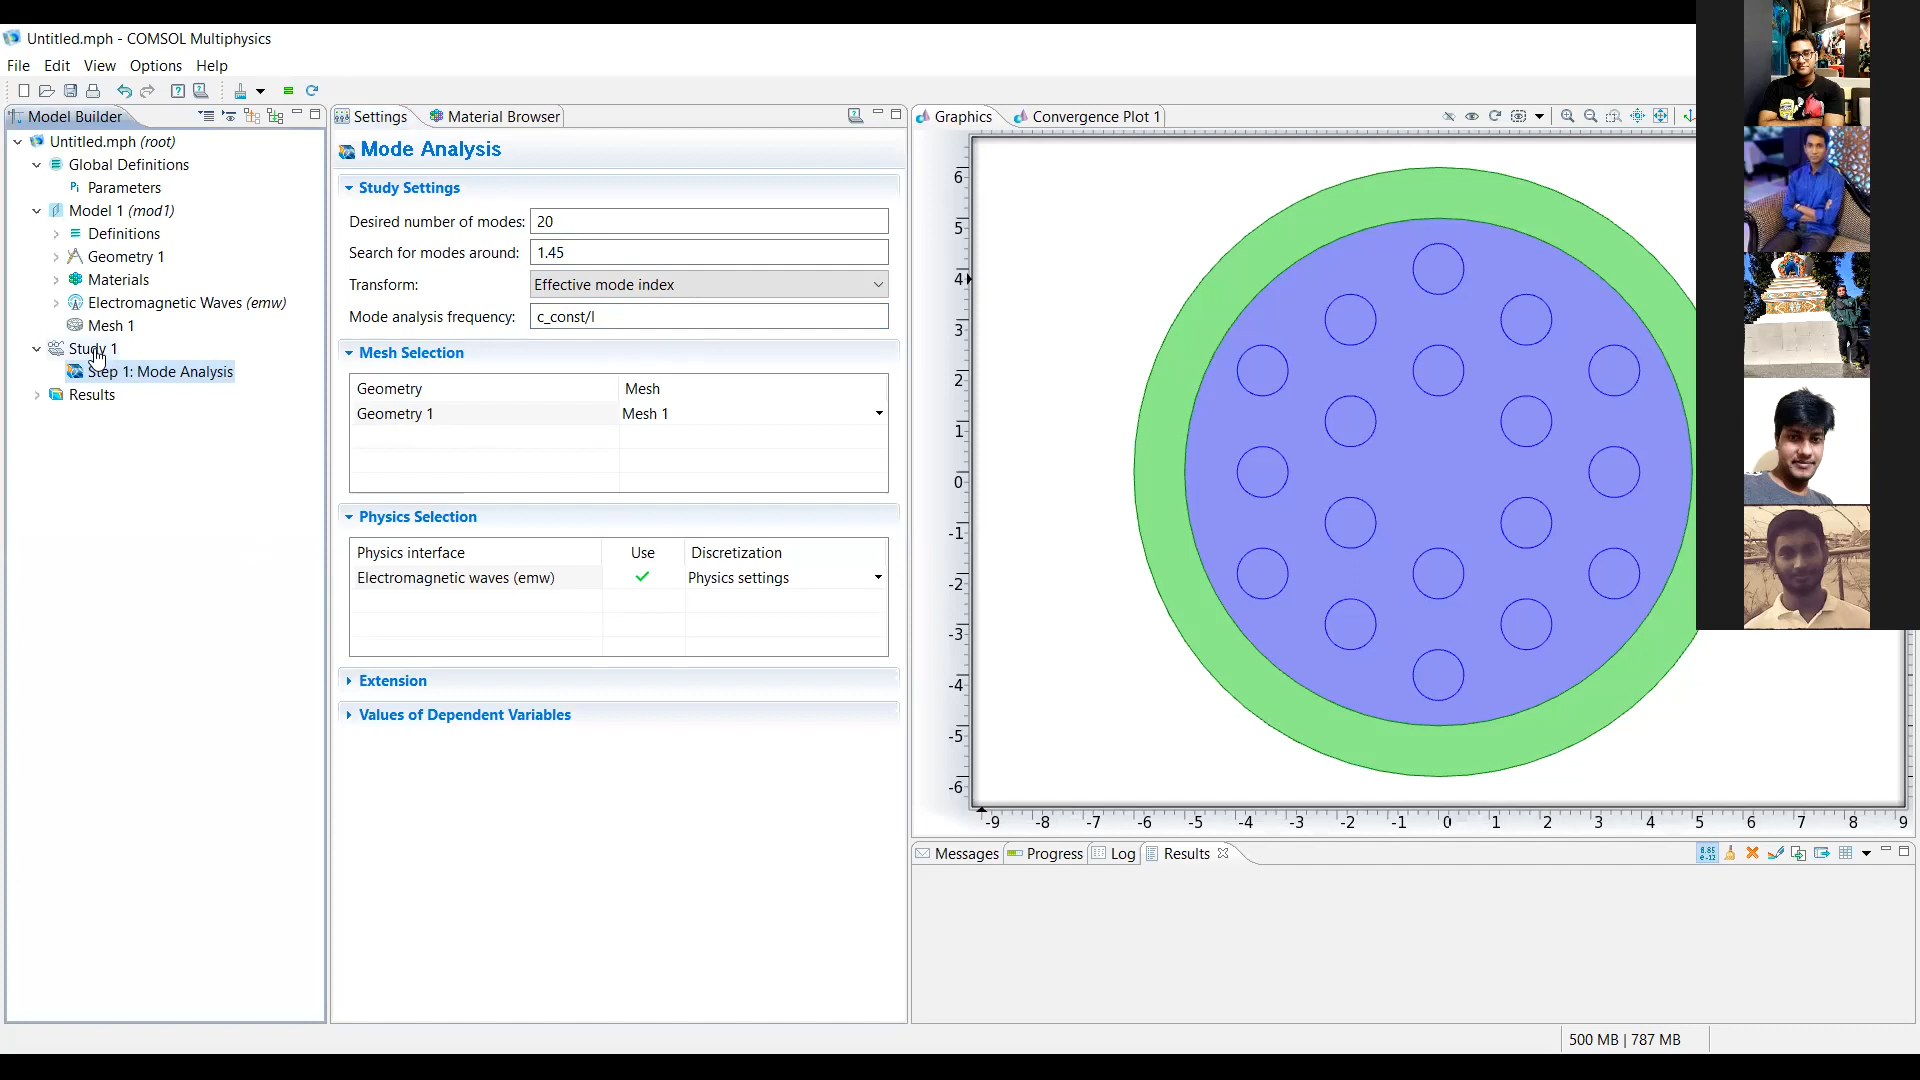 Untitled.mph - COMSOL Multiphysics
File Edit View Options Help
Model Builder
Untitled.mph (root)
Global Definitions
Pi Parameters
Model 1 (mod1)
Definitions
Geometry 1
Materials
Electromagnetic Waves (emw)
Mesh 1
Study 1
Step 1: Mode Analysis
Results
Settings Material Browser
Mode Analysis
Study Settings
Desired number of modes: 20
Search for modes around: 1.45
Transform: Effective mode index
Mode analysis frequency: c_const/l
Mesh Selection
Geometry Mesh
Geometry 1 Mesh 1
Physics Selection
Physics interface Use Discretization
Electromagnetic waves (emw) Physics settings
Extension
Values of Dependent Variables
Graphics Convergence Plot 1
6
5
4
3
2
1
0
-1
-2
-3
-4
-5
-6
-9 -8 -7 -6 -5 -4 -3 -2 -1 0 1 2 3 4 5 6 7 8 9
Messages Progress Log Results
8.85
e-12
500 MB | 787 MB